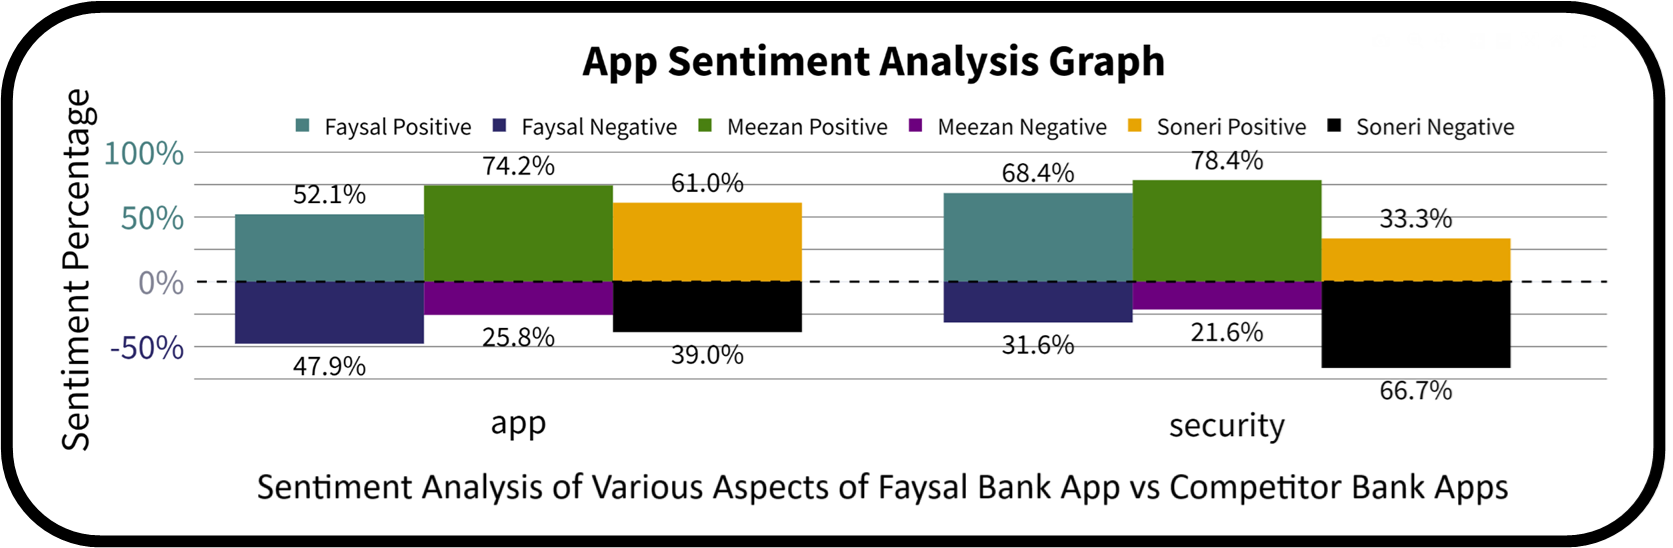 App Sentiment Analysis Graph
Faysal Positive Faysal Negative Meezan Positive Meezan Negative Soneri Positive Soneri Negative
Sentiment Percentage
100%
50%
0%
-50%
52.1% 74.2% 61.0% 68.4% 78.4% 33.3%
47.9% 25.8% 39.0% 31.6% 21.6% 66.7%
app security
Sentiment Analysis of Various Aspects of Faysal Bank App vs Competitor Bank Apps